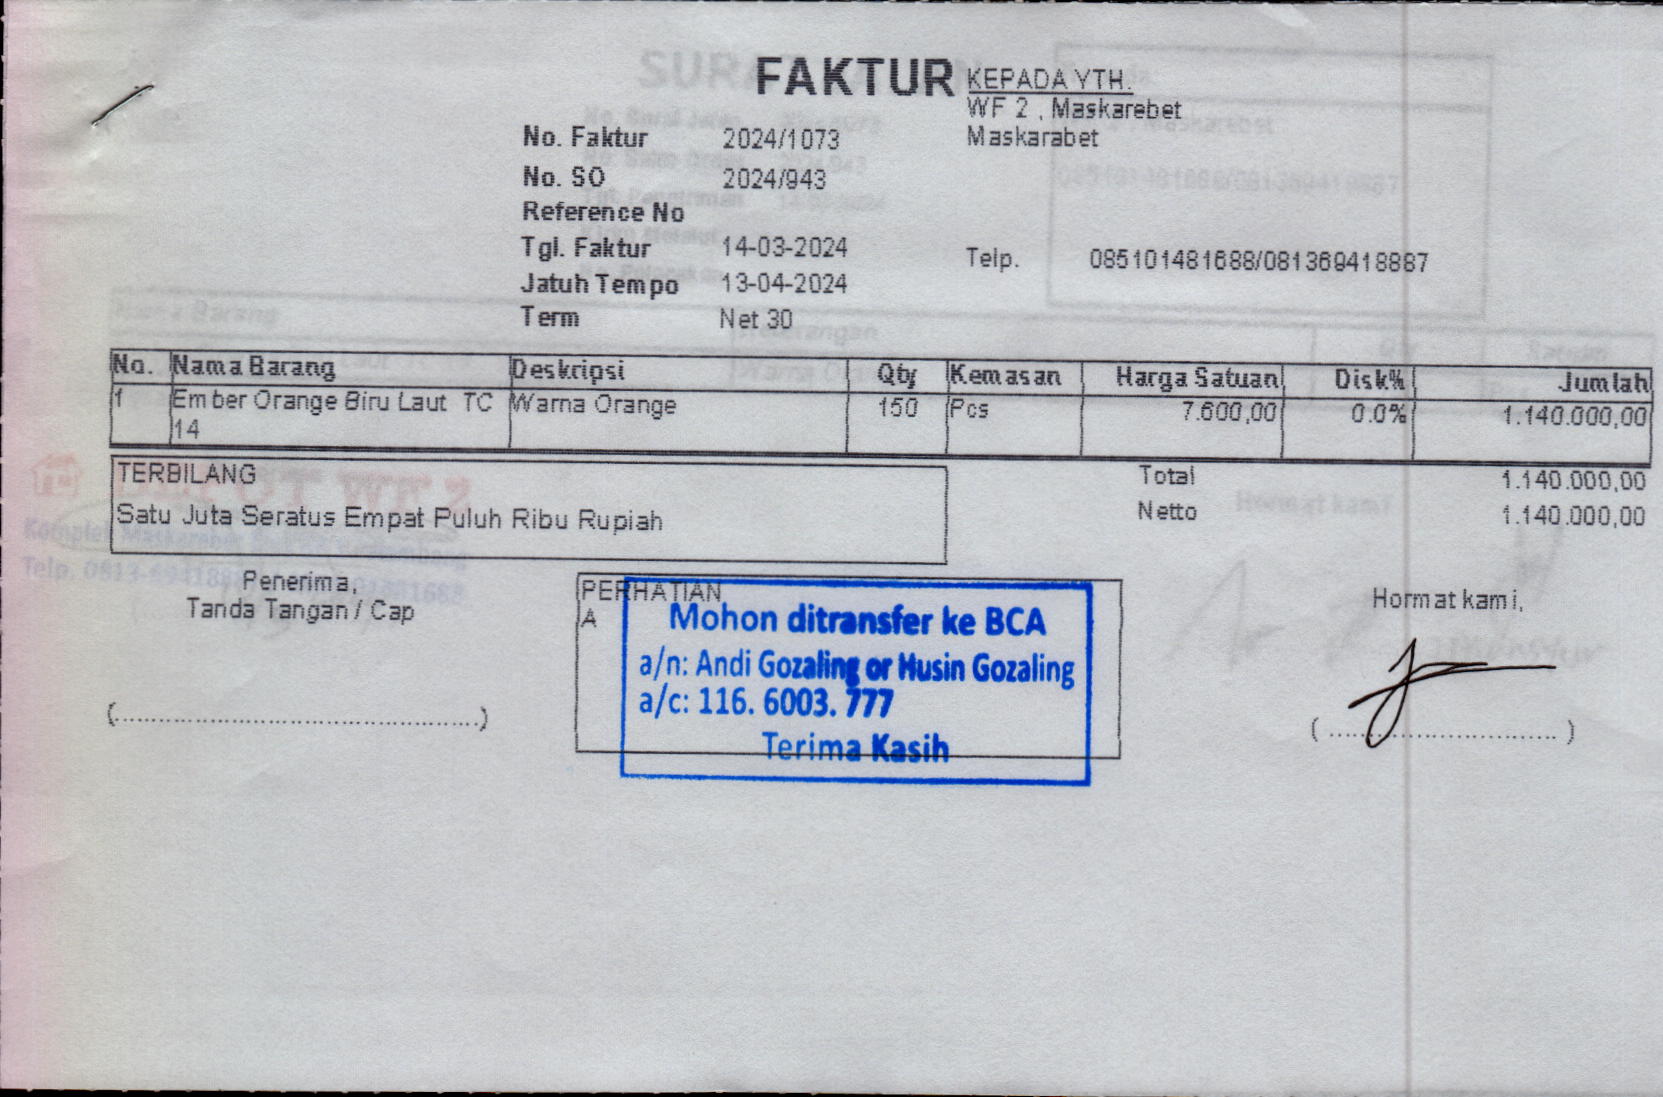 FAKTUR
KEPADA YTH.
WF 2 , Maskarebet
Maskarabet
No. Faktur 2024/1073
No. SO 2024/943
Reference No
Tgl. Faktur 14-03-2024
Telp. 085101481688/081369418887
Jatuh Tempo 13-04-2024
Term Net 30
No. Nama Barang Deskripsi Qty Kemasan Harga Satuan Disk% Jumlah
1 Ember Orange Biru Laut TC Warna Orange 150 Pcs 7.600,00 0.0% 1.140.000,00
14
TERBILANG
Satu Juta Seratus Empat Puluh Ribu Rupiah
Total 1.140.000,00
Netto 1.140.000,00
Penerima,
Tanda Tangan / Cap
(..........................................)
PERHATIAN
A
Mohon ditransfer ke BCA
a/n: Andi Gozaling or Husin Gozaling
a/c: 116. 6003. 777
Terima Kasih
Hormat kami,
(..............................)